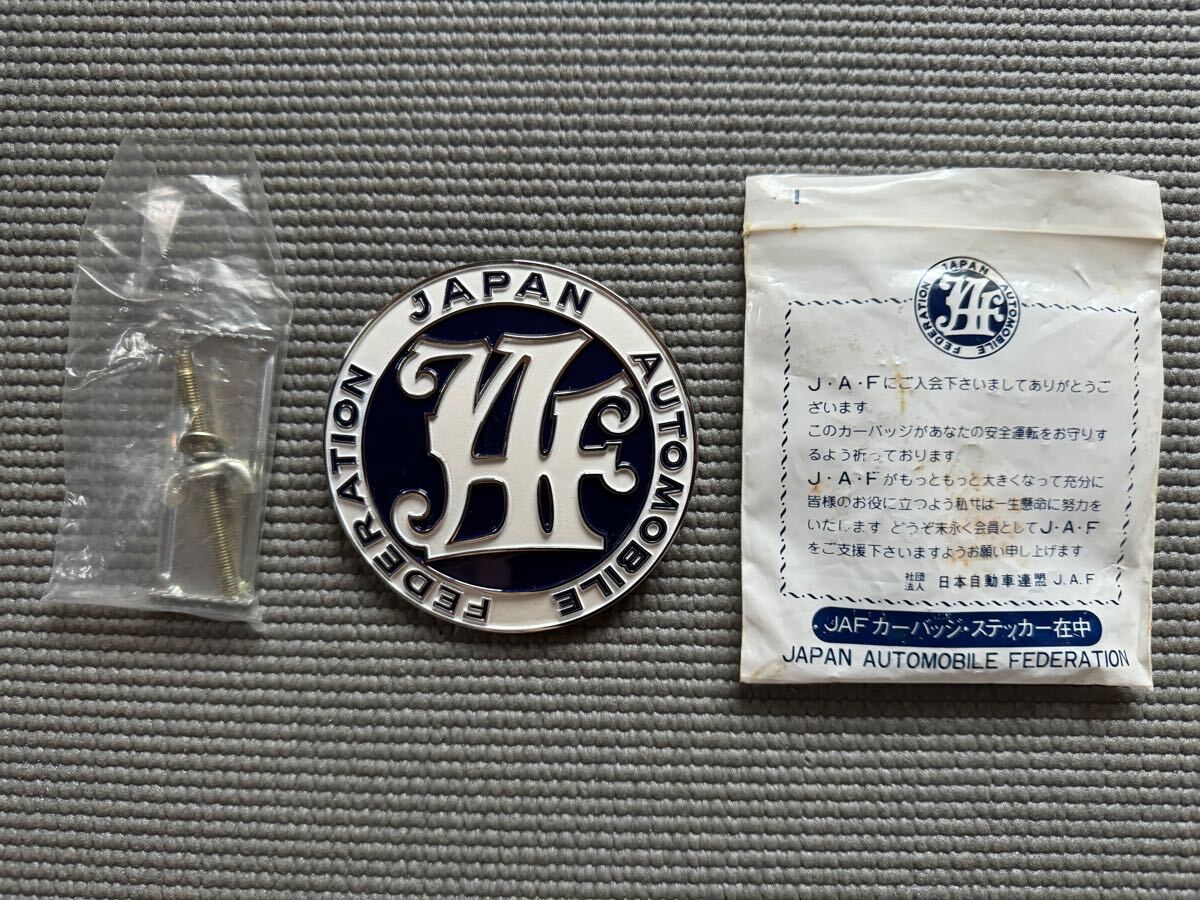 JAPAN AUTOMOBILE FEDERATION
JAF
I
JAPAN AUTOMOBILE FEDERATION
JAF
J・A・Fにご入会下さいましてありがとうご
ざいます。
このカーバッジがあなたの安全運転をお守りす
るよう祈っております。
J・A・Fがもっともっと大きくなって充分に
皆様のお役に立つよう私共は一生懸命に努力を
いたします どうぞ末永く会員としてJ・A・F
をご支援下さいますようお願い申し上げます
社団法人 日本自動車連盟 J.A.F
JAFカーバッジ・ステッカー在中
JAPAN AUTOMOBILE FEDERATION